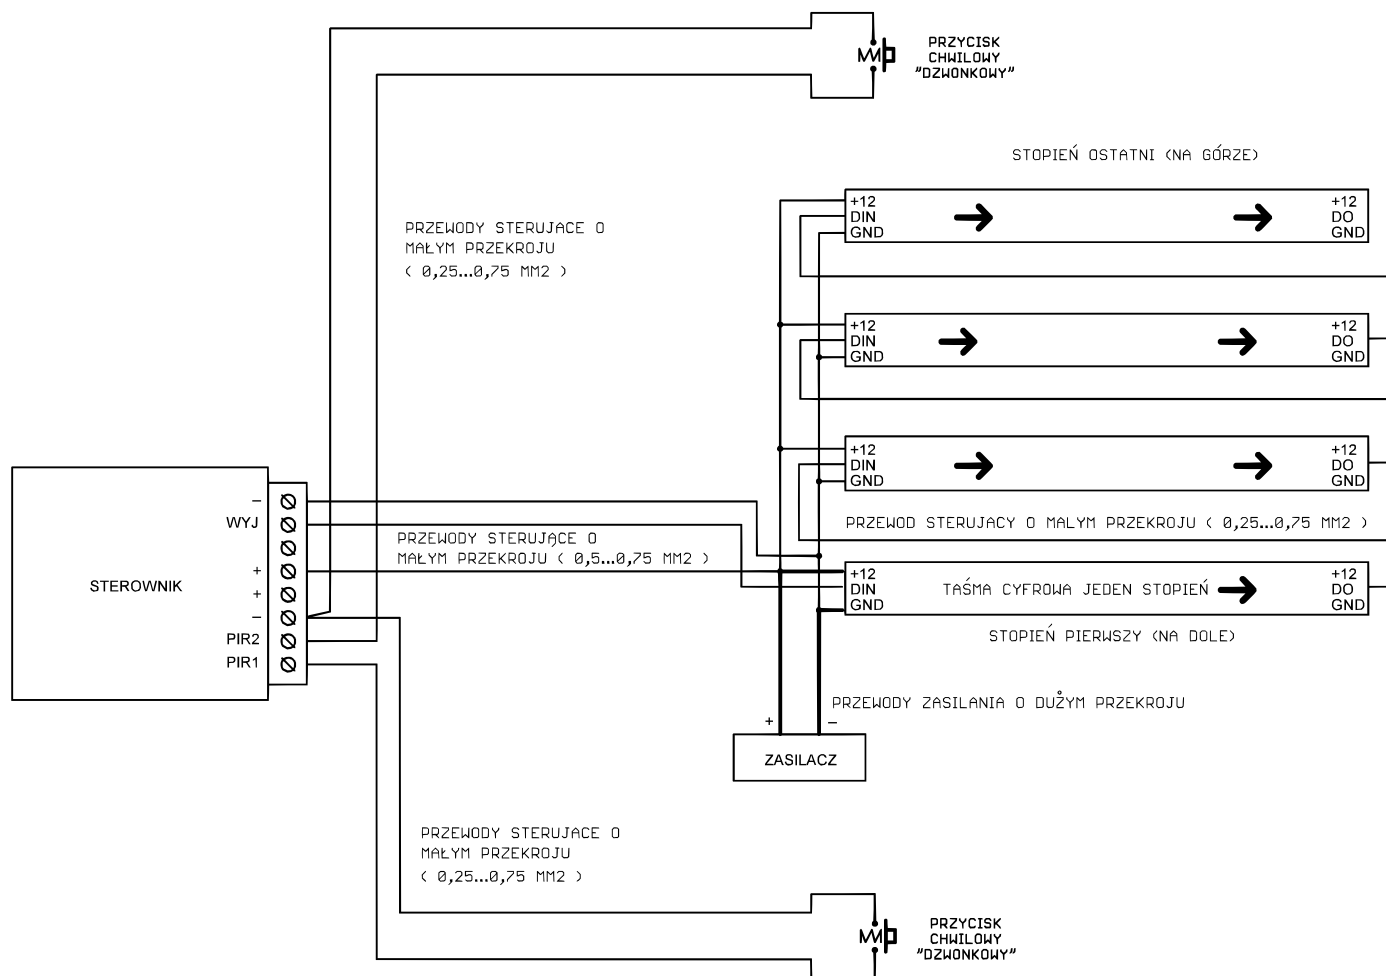 PRZYCISK
CHWILOWY
"DZWONKOWY"
STOPIEŃ OSTATNI (NA GÓRZE)
+12
DIN
GND
+12
DO
GND
PRZEWODY STERUJACE O
MAŁYM PRZEKROJU
( 0,25...0,75 MM2 )
+12
DIN
GND
+12
DO
GND
+12
DIN
GND
+12
DO
GND
PRZEWOD STERUJACY O MALYM PRZEKROJU ( 0,25...0,75 MM2 )
STEROWNIK
–
WYJ
+
+
–
PIR2
PIR1
PRZEWODY STERUJĄCE O
MAŁYM PRZEKROJU ( 0,5...0,75 MM2 )
+12
DIN
GND
TAŚMA CYFROWA JEDEN STOPIEŃ
+12
DO
GND
STOPIEŃ PIERWSZY (NA DOLE)
PRZEWODY ZASILANIA O DUŻYM PRZEKROJU
+ –
ZASILACZ
PRZEWODY STERUJACE O
MAŁYM PRZEKROJU
( 0,25...0,75 MM2 )
PRZYCISK
CHWILOWY
"DZWONKOWY"